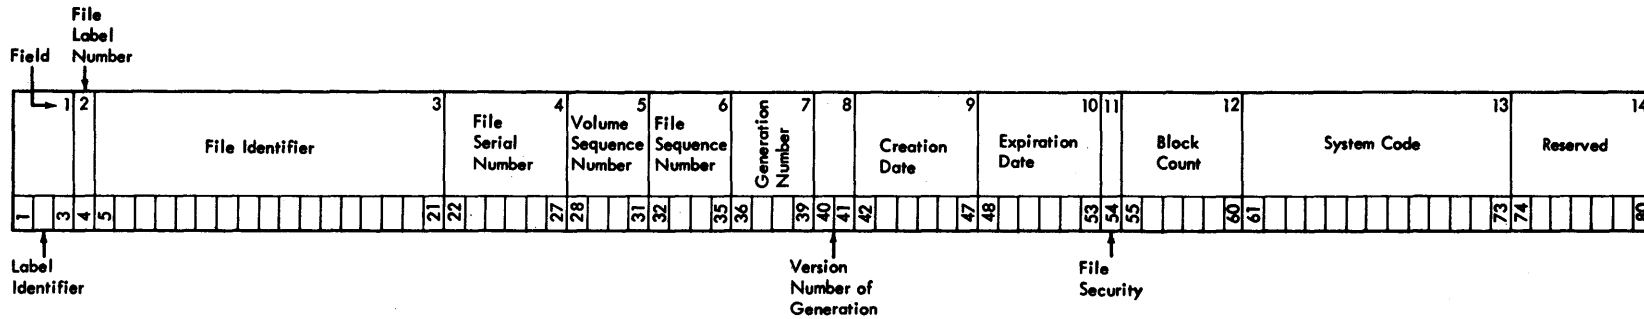 File
Label
Number
Field
1 2 3 4 5 6 7 8 9 10 11 12 13 14
File Identifier
File
Serial
Number
Volume
Sequence
Number
File
Sequence
Number
Generation
Number
Creation
Date
Expiration
Date
Block
Count
System Code
Reserved
1 3 4 5 21 22 27 28 31 32 35 36 39 40 41 42 47 48 53 54 55 60 61 73 74 80
Label
Identifier
Version
Number of
Generation
File
Security